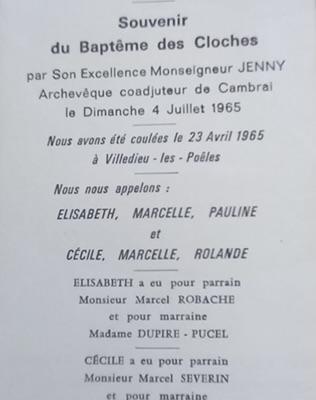 Souvenir
du Baptême des Cloches
par Son Excellence Monseigneur JENNY
Archevêque coadjuteur de Cambrai
le Dimanche 4 Juillet 1965
Nous avons été coulées le 23 Avril 1965
à Villedieu - les - Poêles
Nous nous appelons :
ELISABETH, MARCELLE, PAULINE
et
CÉCILE, MARCELLE, ROLANDE
ELISABETH a eu pour parrain
Monsieur Marcel ROBACHE
et pour marraine
Madame DUPIRE - PUCEL
CÉCILE a eu pour parrain
Monsieur Marcel SEVERIN
et pour marraine